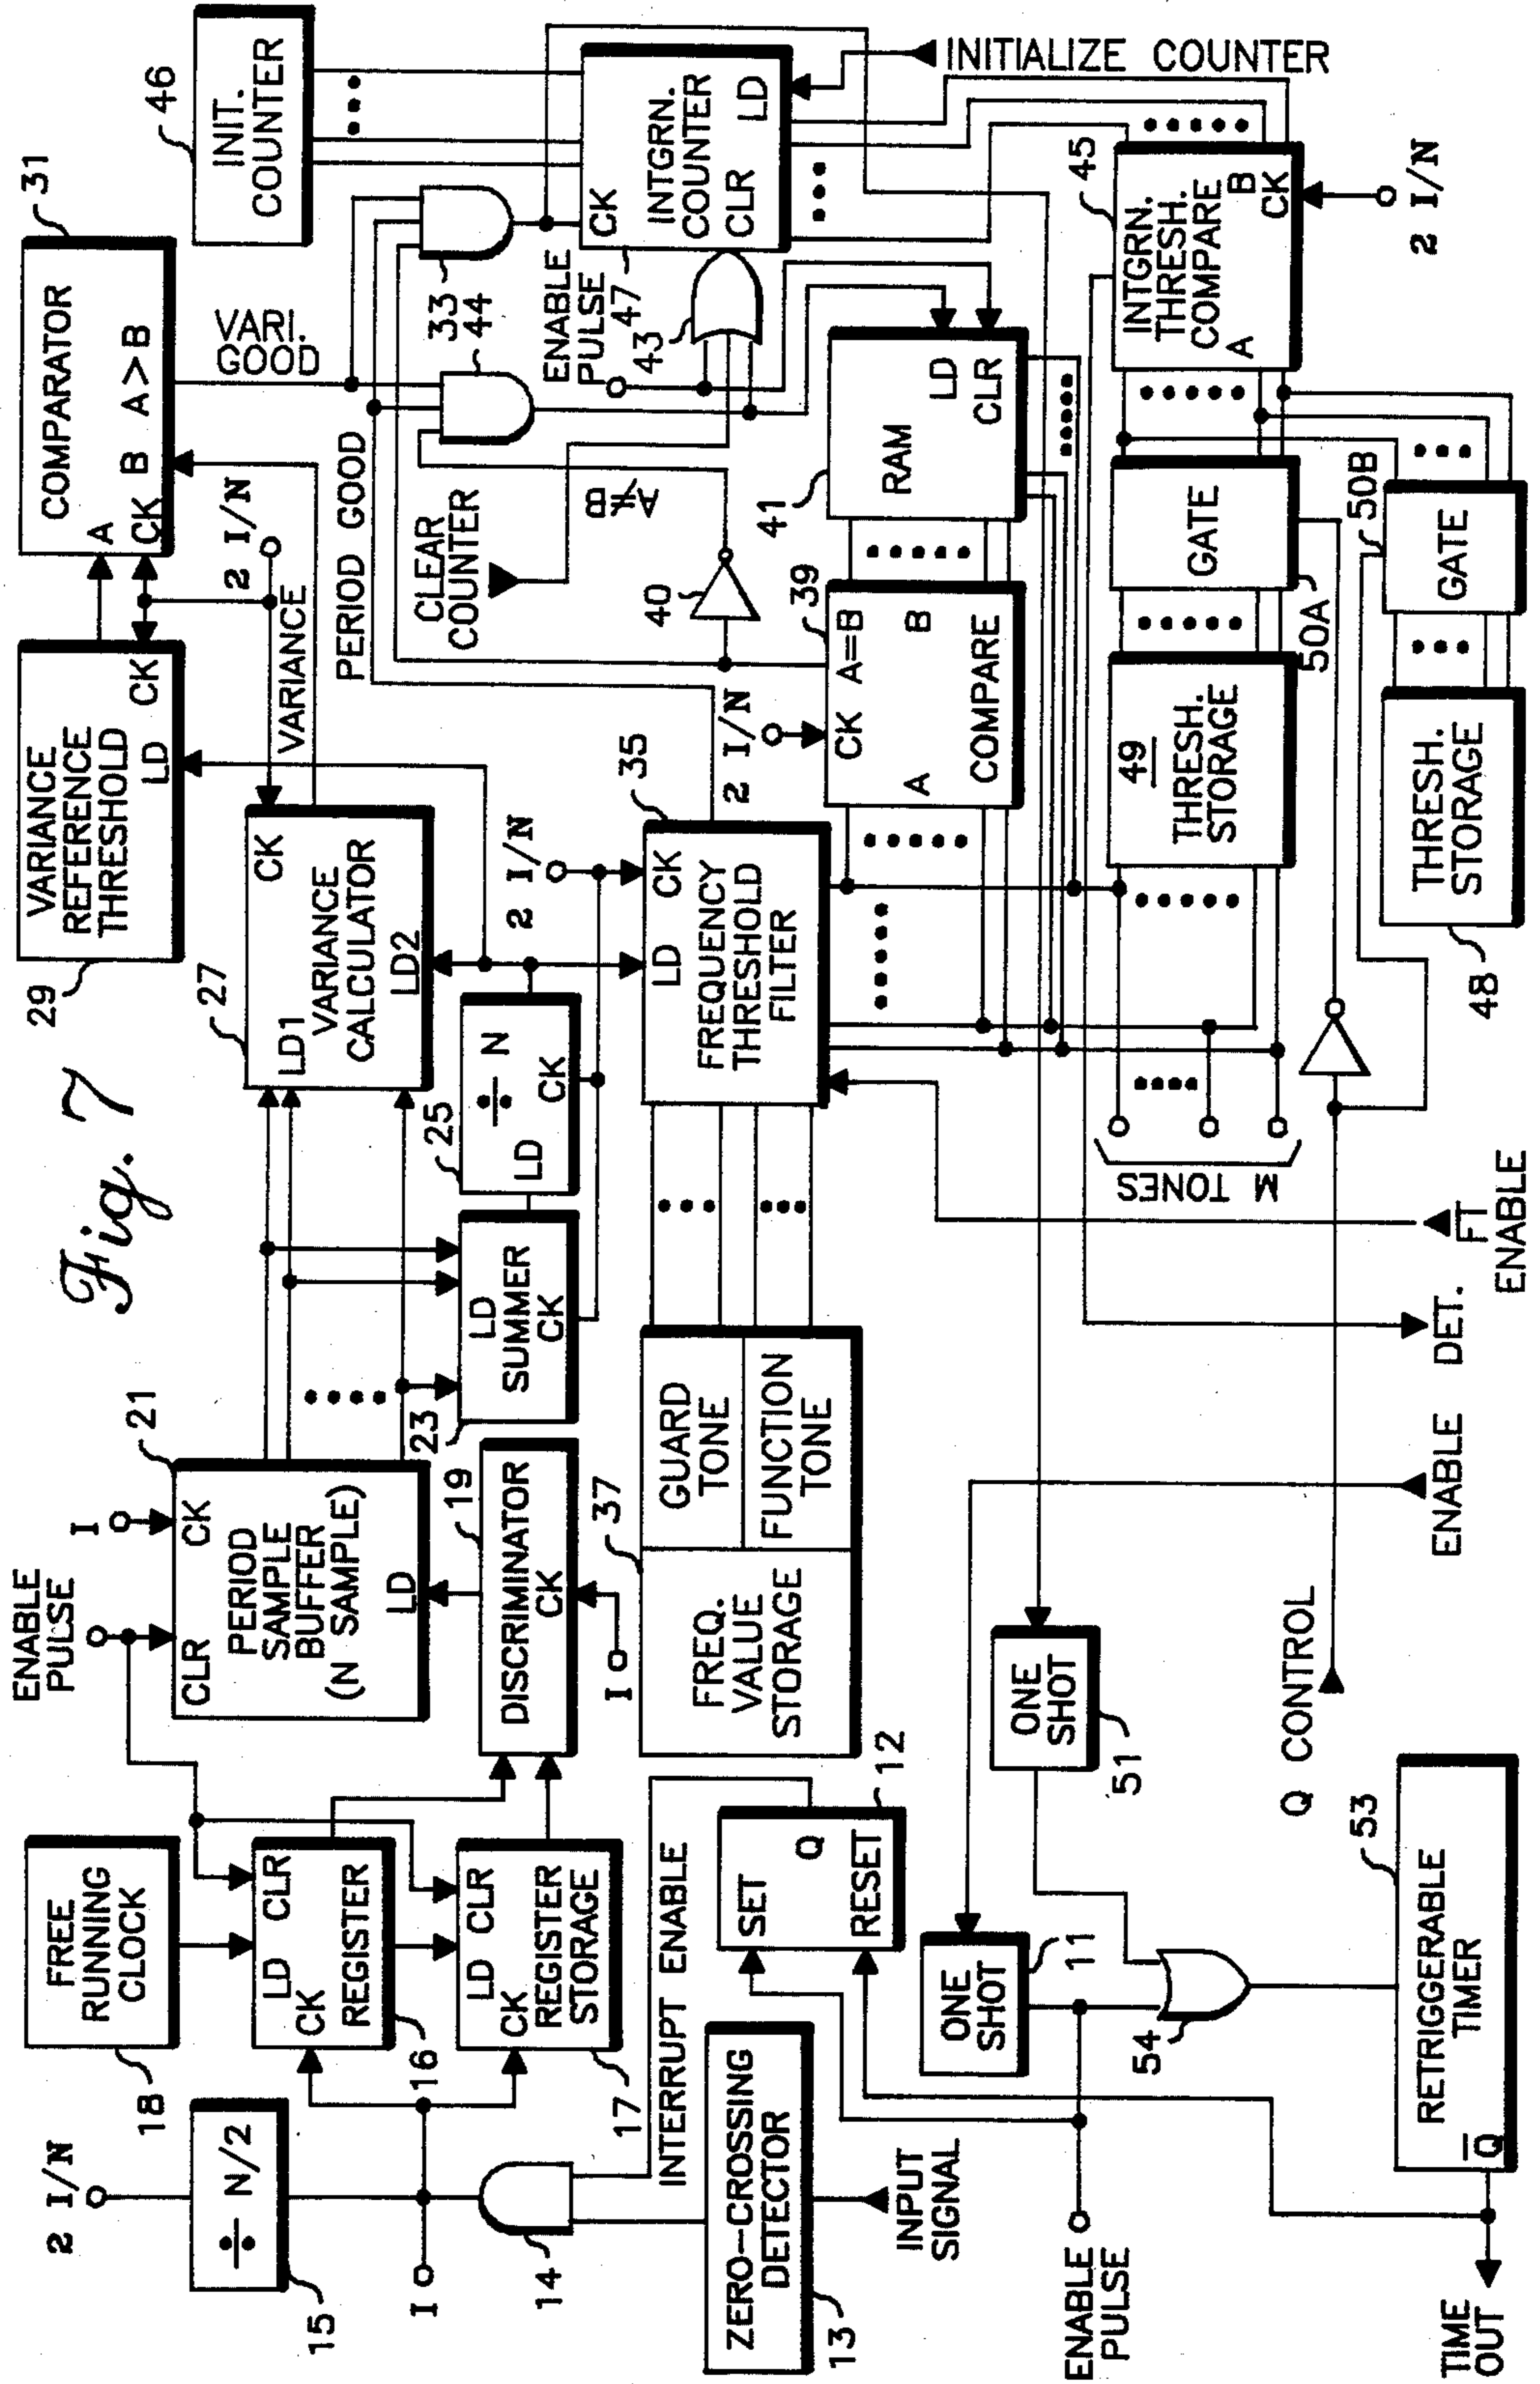 Fig. 7
2 I/N
÷ N/2
15
I
14
FREE
RUNNING
CLOCK
18
LD CLR
CK
REGISTER
16
LD CLR
CK
REGISTER
STORAGE
17
INTERRUPT ENABLE
ZERO-CROSSING
DETECTOR
13
INPUT
SIGNAL
SET
Q
RESET
12
ENABLE
PULSE
ONE
SHOT
11
ONE
SHOT
51
54
RETRIGGERABLE
TIMER
Q
53
TIME
OUT
ENABLE
PULSE
I
CLR
CK
PERIOD
SAMPLE
BUFFER
(N SAMPLE)
LD
21
DISCRIMINATOR
CK
19
I
37
FREQ.
VALUE
STORAGE
GUARD
TONE
FUNCTION
TONE
LD
SUMMER
CK
23
LD
÷ N
CK
25
LD1
CK
VARIANCE
CALCULATOR
LD2
27
VARIANCE
REFERENCE
THRESHOLD
CK
LD
29
VARIANCE
2 I/N
COMPARATOR
A
CK B A>B
31
VARI.
GOOD
PERIOD GOOD
2 I/N
LD
CK
FREQUENCY
THRESHOLD
FILTER
35
2 I/N
CK A=B
A
B
COMPARE
39
40
A≠B
CLEAR
COUNTER
RAM
LD
CLR
41
33
44
ENABLE
PULSE
43
INIT.
COUNTER
46
CK
INTGRN.
COUNTER
CLR
LD
47
INITIALIZE COUNTER
INTGRN.
THRESH.
COMPARE
A
B
CK
45
2 I/N
GATE
50A
49
THRESH.
STORAGE
GATE
50B
THRESH.
STORAGE
48
M TONES
FT
ENABLE
DET.
ENABLE
Q CONTROL